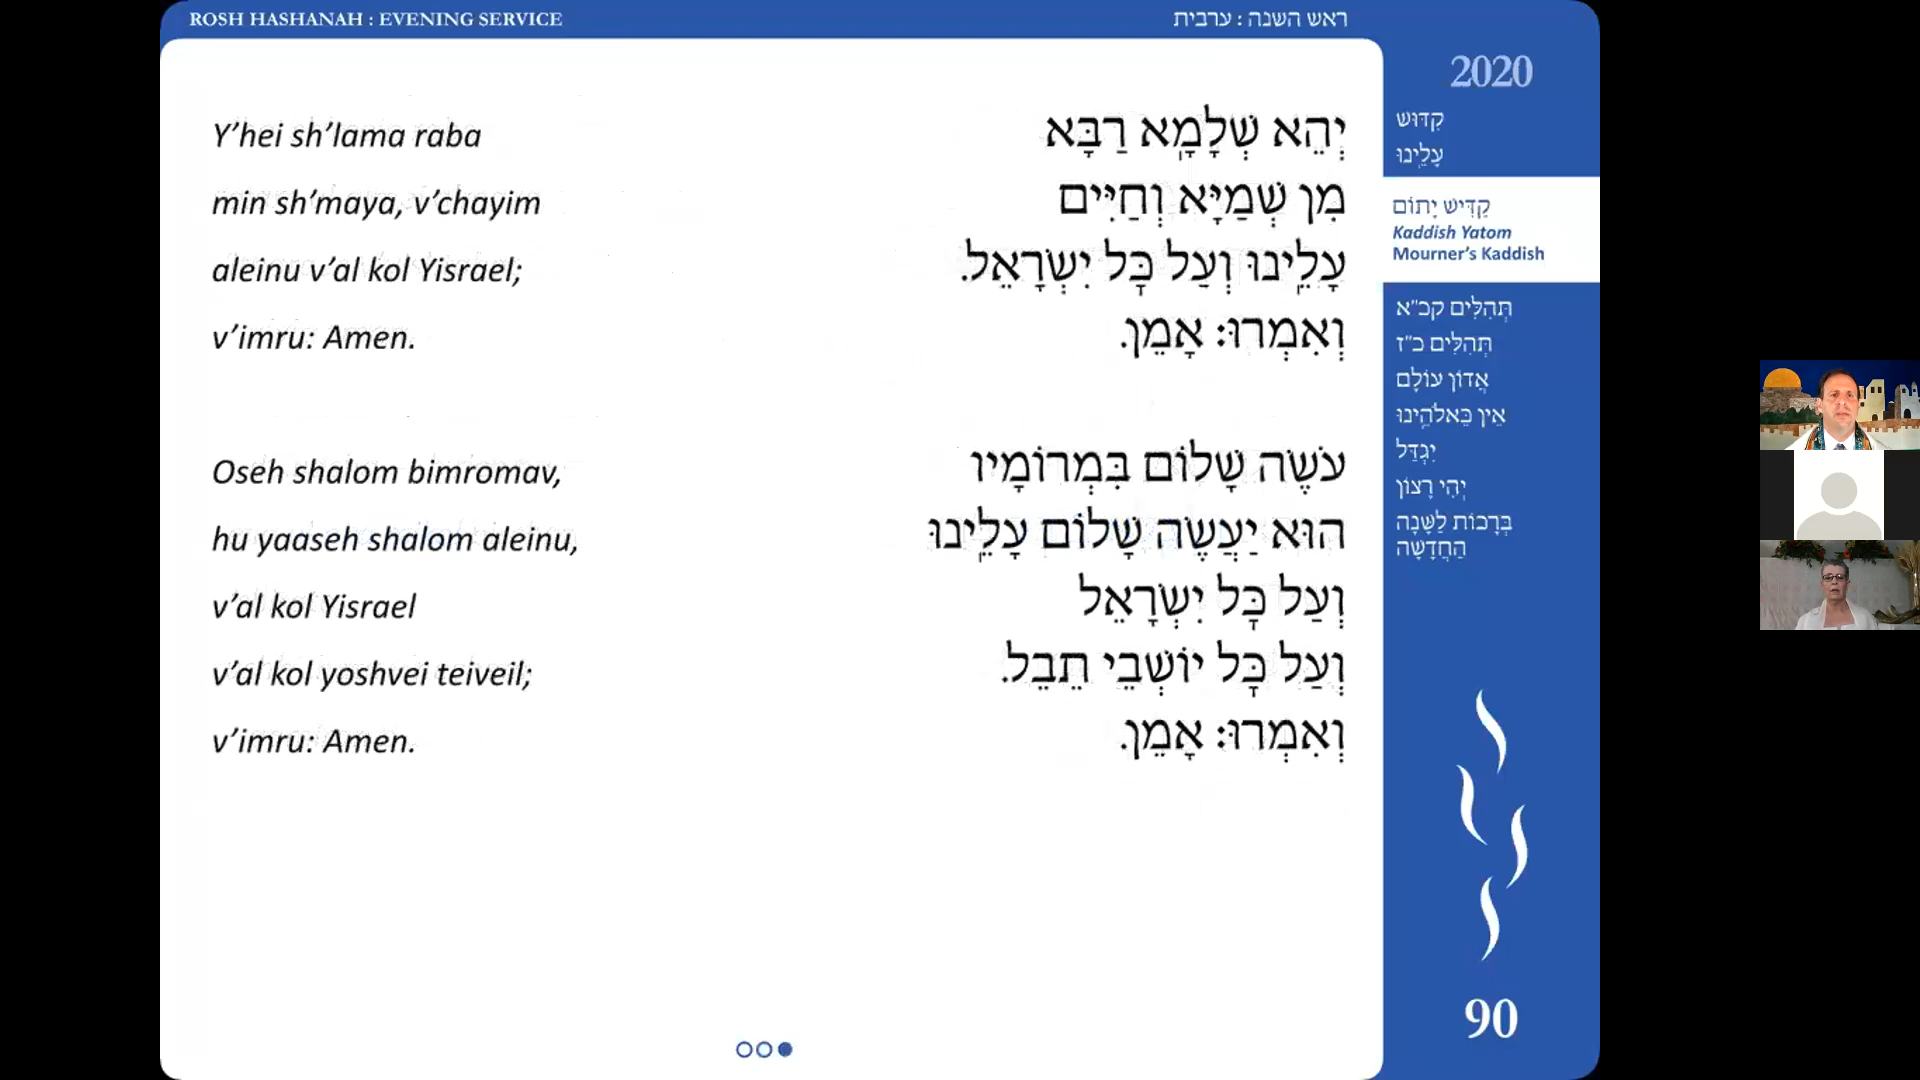 ROSH HASHANAH : EVENING SERVICE
ראש השנה : ערבית
Y’hei sh’lama raba
min sh’maya, v’chayim
aleinu v’al kol Yisrael;
v’imru: Amen.
Oseh shalom bimromav,
hu yaaseh shalom aleinu,
v’al kol Yisrael
v’al kol yoshvei teiveil;
v’imru: Amen.
יְהֵא שְׁלָמָא רַבָּא
מִן שְׁמַיָּא וְחַיִּים
עָלֵֽינוּ וְעַל כׇּל יִשְׂרָאֵל.
וְאִמְרוּ: אָמֵן.
עֹשֶׂה שָׁלוֹם בִּמְרוֹמָיו
הוּא יַעֲשֶׂה שָׁלוֹם עָלֵֽינוּ
וְעַל כׇּל יִשְׂרָאֵל
וְעַל כׇּל יוֹשְׁבֵי תֵבֵל.
וְאִמְרוּ: אָמֵן.
2020
קִדּוּשׁ
עָלֵֽינוּ
קַדִּישׁ יָתוֹם
Kaddish Yatom
Mourner’s Kaddish
תְּהִלִּים קכ״א
תְּהִלִּים כ״ז
אֲדוֹן עוֹלָם
אֵין כֵּאלֹהֵֽינוּ
יִגְדַּל
יְהִי רָצוֹן
בְּרָכוֹת לַשָּׁנָה
הַחֲדָשָׁה
90